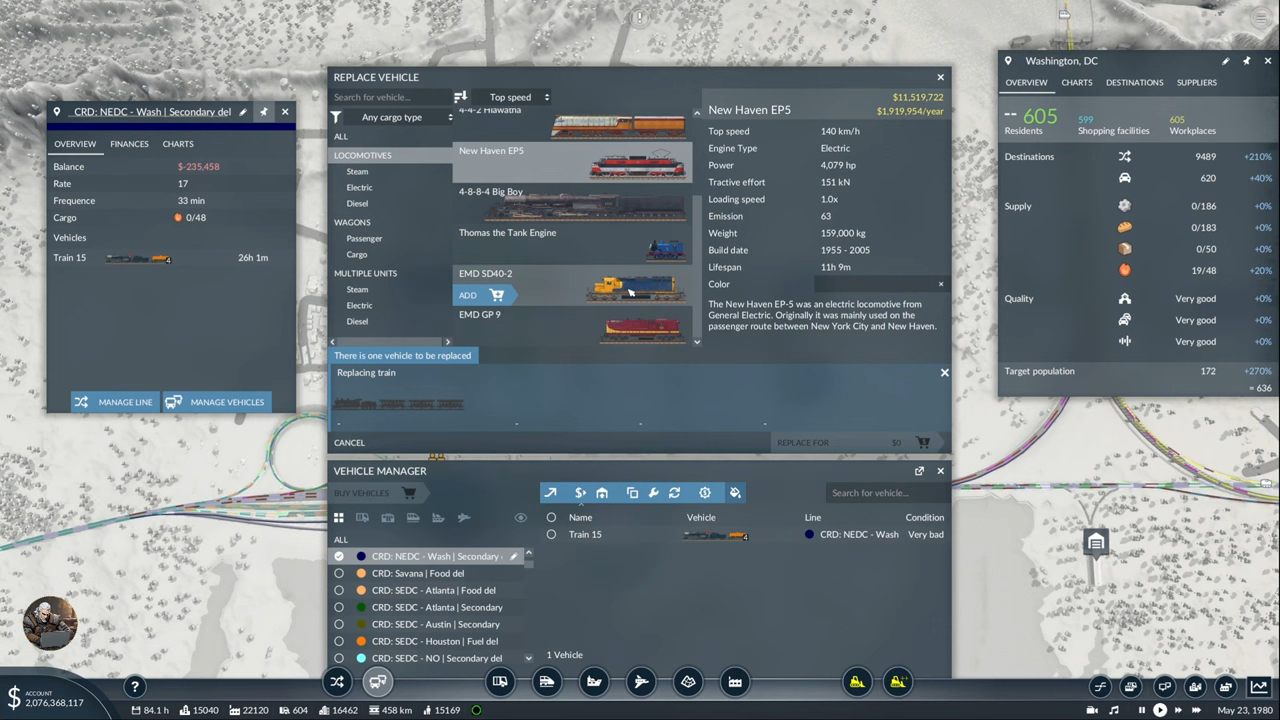 CRD: NEDC - Wash | Secondary del
OVERVIEW FINANCES CHARTS
Balance $-235,458
Rate 17
Frequence 33 min
Cargo 0/48
Vehicles
Train 15 4 26h 1m
MANAGE LINE MANAGE VEHICLES
REPLACE VEHICLE
Search for vehicle... Top speed
Any cargo type
ALL
LOCOMOTIVES
Steam
Electric
Diesel
WAGONS
Passenger
Cargo
MULTIPLE UNITS
Steam
Electric
Diesel
4-4-2 Hiawatha
New Haven EP5
4-8-8-4 Big Boy
Thomas the Tank Engine
EMD SD40-2
ADD
EMD GP 9
$11,519,722
New Haven EP5 $1,919,954/year
Top speed 140 km/h
Engine Type Electric
Power 4,079 hp
Tractive effort 151 kN
Loading speed 1.0x
Emission 63
Weight 159,000 kg
Build date 1955 - 2005
Lifespan 11h 9m
Color
The New Haven EP-5 was an electric locomotive from
General Electric. Originally it was mainly used on the
passenger route between New York City and New Haven.
There is one vehicle to be replaced
Replacing train
- - - -
CANCEL REPLACE FOR $0
VEHICLE MANAGER
BUY VEHICLES Search for vehicle...
ALL
CRD: NEDC - Wash | Secondary
CRD: Savana | Food del
CRD: SEDC - Atlanta | Food del
CRD: SEDC - Atlanta | Secondary
CRD: SEDC - Austin | Secondary
CRD: SEDC - Houston | Fuel del
CRD: SEDC - NO | Secondary del
Name Vehicle Line Condition
Train 15 4 CRD: NEDC - Wash Very bad
1 Vehicle
Washington, DC
OVERVIEW CHARTS DESTINATIONS SUPPLIERS
-- 605 599 605
Residents Shopping facilities Workplaces
Destinations 9489 +210%
620 +40%
Supply 0/186 +0%
0/183 +0%
0/50 +0%
19/48 +20%
Quality Very good +0%
Very good +0%
Very good +0%
Target population 172 +270%
= 636
$ ACCOUNT
2,076,368,117
?
84.1 h 15040 22120 604 16462 458 km 15169 May 23, 1980